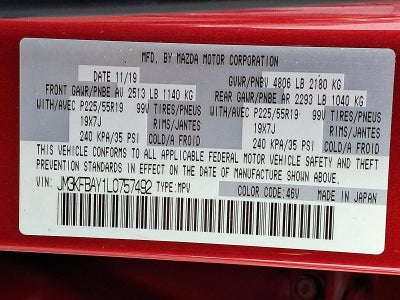 MFD. BY MAZDA MOTOR CORPORATION
DATE 11/19 GVWR/PNBV 4806 LB 2180 KG
FRONT GAWR/PNBE AV 2513 LB 1140 KG REAR GAWR/PNBE AR 2293 LB 1040 KG
WITH/AVEC P225/55R19 99V TIRES/PNEUS WITH/AVEC P225/55R19 99V TIRES/PNEUS
19X7J RIMS/JANTES 19X7J RIMS/JANTES
240 KPA/35 PSI COLD/A FROID 240 KPA/35 PSI COLD/A FROID
THIS VEHICLE CONFORMS TO ALL APPLICABLE FEDERAL MOTOR VEHICLE SAFETY AND THEFT
PREVENTION STANDARDS IN EFFECT ON THE DATE OF MANUFACTURE SHOWN ABOVE.
VIN: JM3KFBAY1L0757492 TYPE:MPV COLOR CODE:46V MADE IN JAPAN